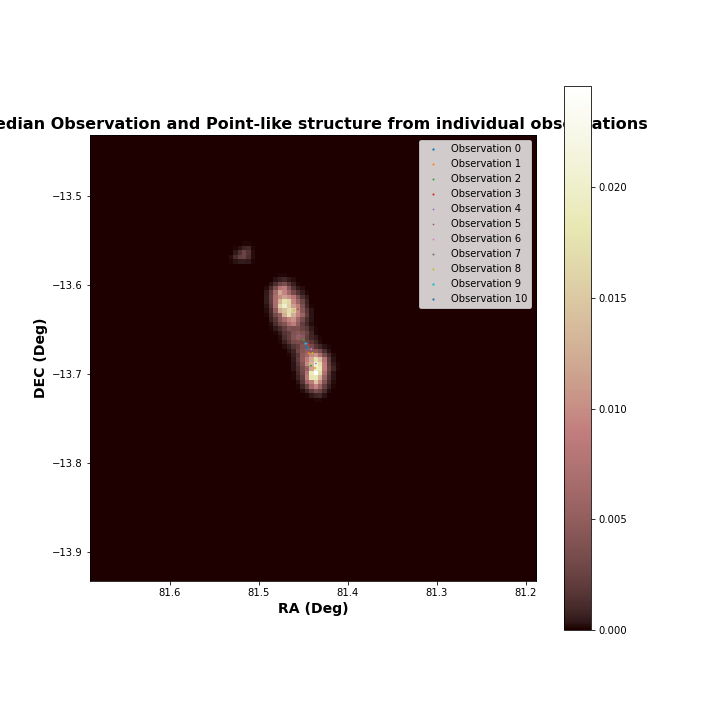 edian Observation and Point-like structure from individual obse ations
Observation 0
Observation 1
Observation 2
Observation 3
Observation 4
Observation 5
Observation 6
Observation 7
Observation 8
Observation 9
Observation 10
−13.5
−13.6
−13.7
−13.8
−13.9
DEC (Deg)
81.6 81.5 81.4 81.3 81.2
RA (Deg)
0.020
0.015
0.010
0.005
0.000